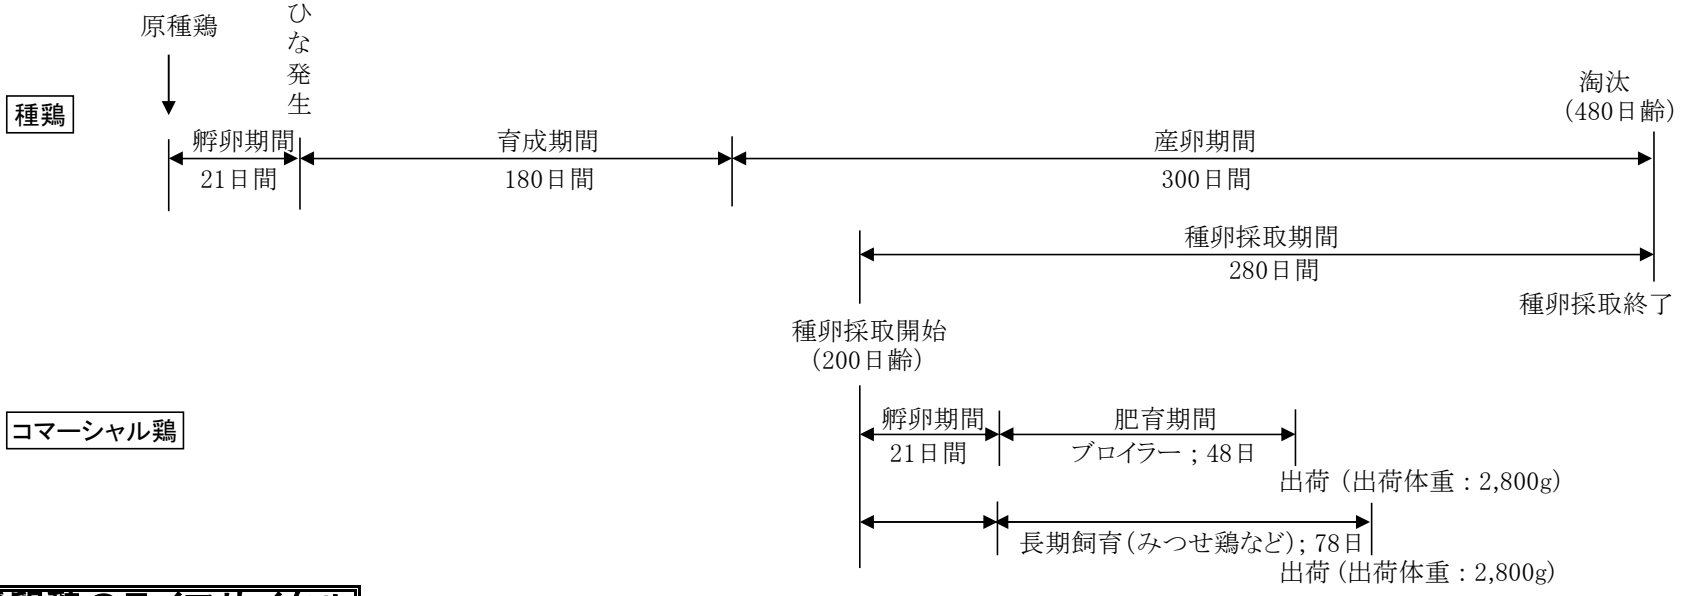 原種鶏
ひな発生
種鶏
淘汰
（480日齢）
孵卵期間
育成期間
産卵期間
21日間
180日間
300日間
種卵採取期間
280日間
種卵採取終了
種卵採取開始
（200日齢）
コマーシャル鶏
孵卵期間
肥育期間
21日間
ブロイラー；48日
出荷（出荷体重：2,800g）
長期飼育（みつせ鶏など）；78日
出荷（出荷体重：2,800g）